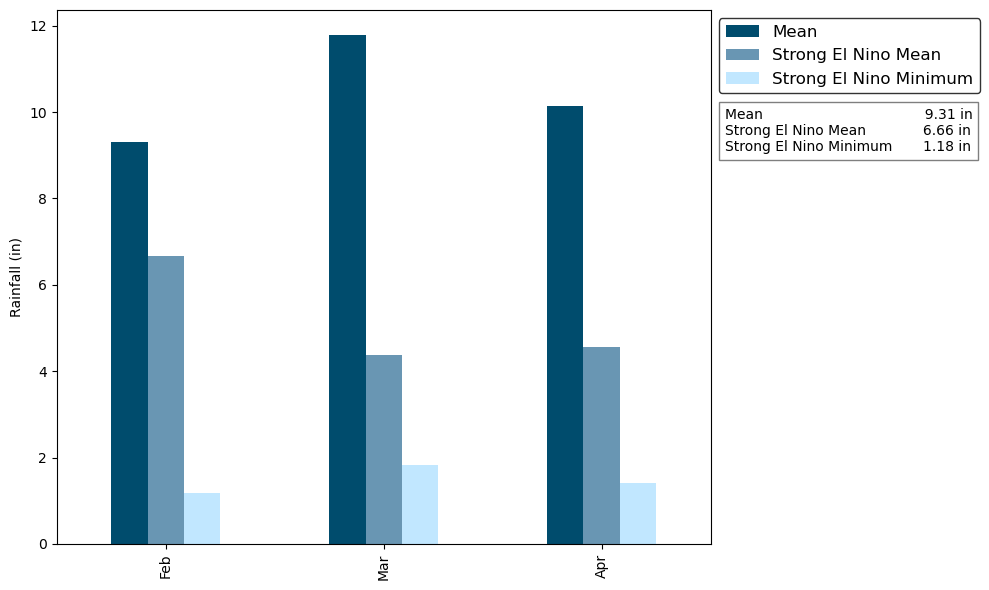 12
10
8
6
4
2
0
Rainfall (in)
Feb
Mar
Apr
Mean
Strong El Nino Mean
Strong El Nino Minimum
Mean 9.31 in
Strong El Nino Mean 6.66 in
Strong El Nino Minimum 1.18 in